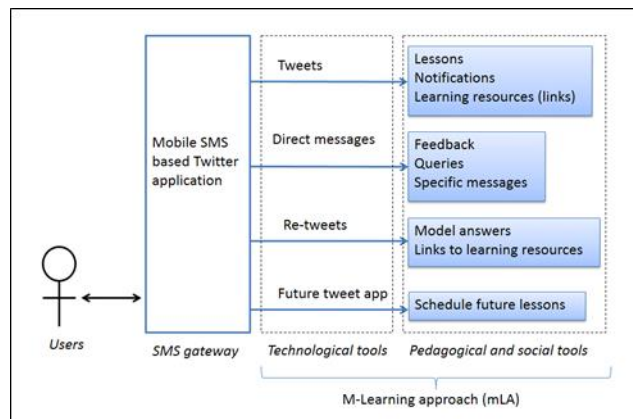 Tweets
Lessons
Notifications
Learning resources (links)
Mobile SMS
based Twitter
application
Direct messages
Feedback
Queries
Specific messages
Re-tweets
Model answers
Links to learning resources
Future tweet app
Schedule future lessons
Users
SMS gateway
Technological tools
Pedagogical and social tools
M-Learning approach (mLA)